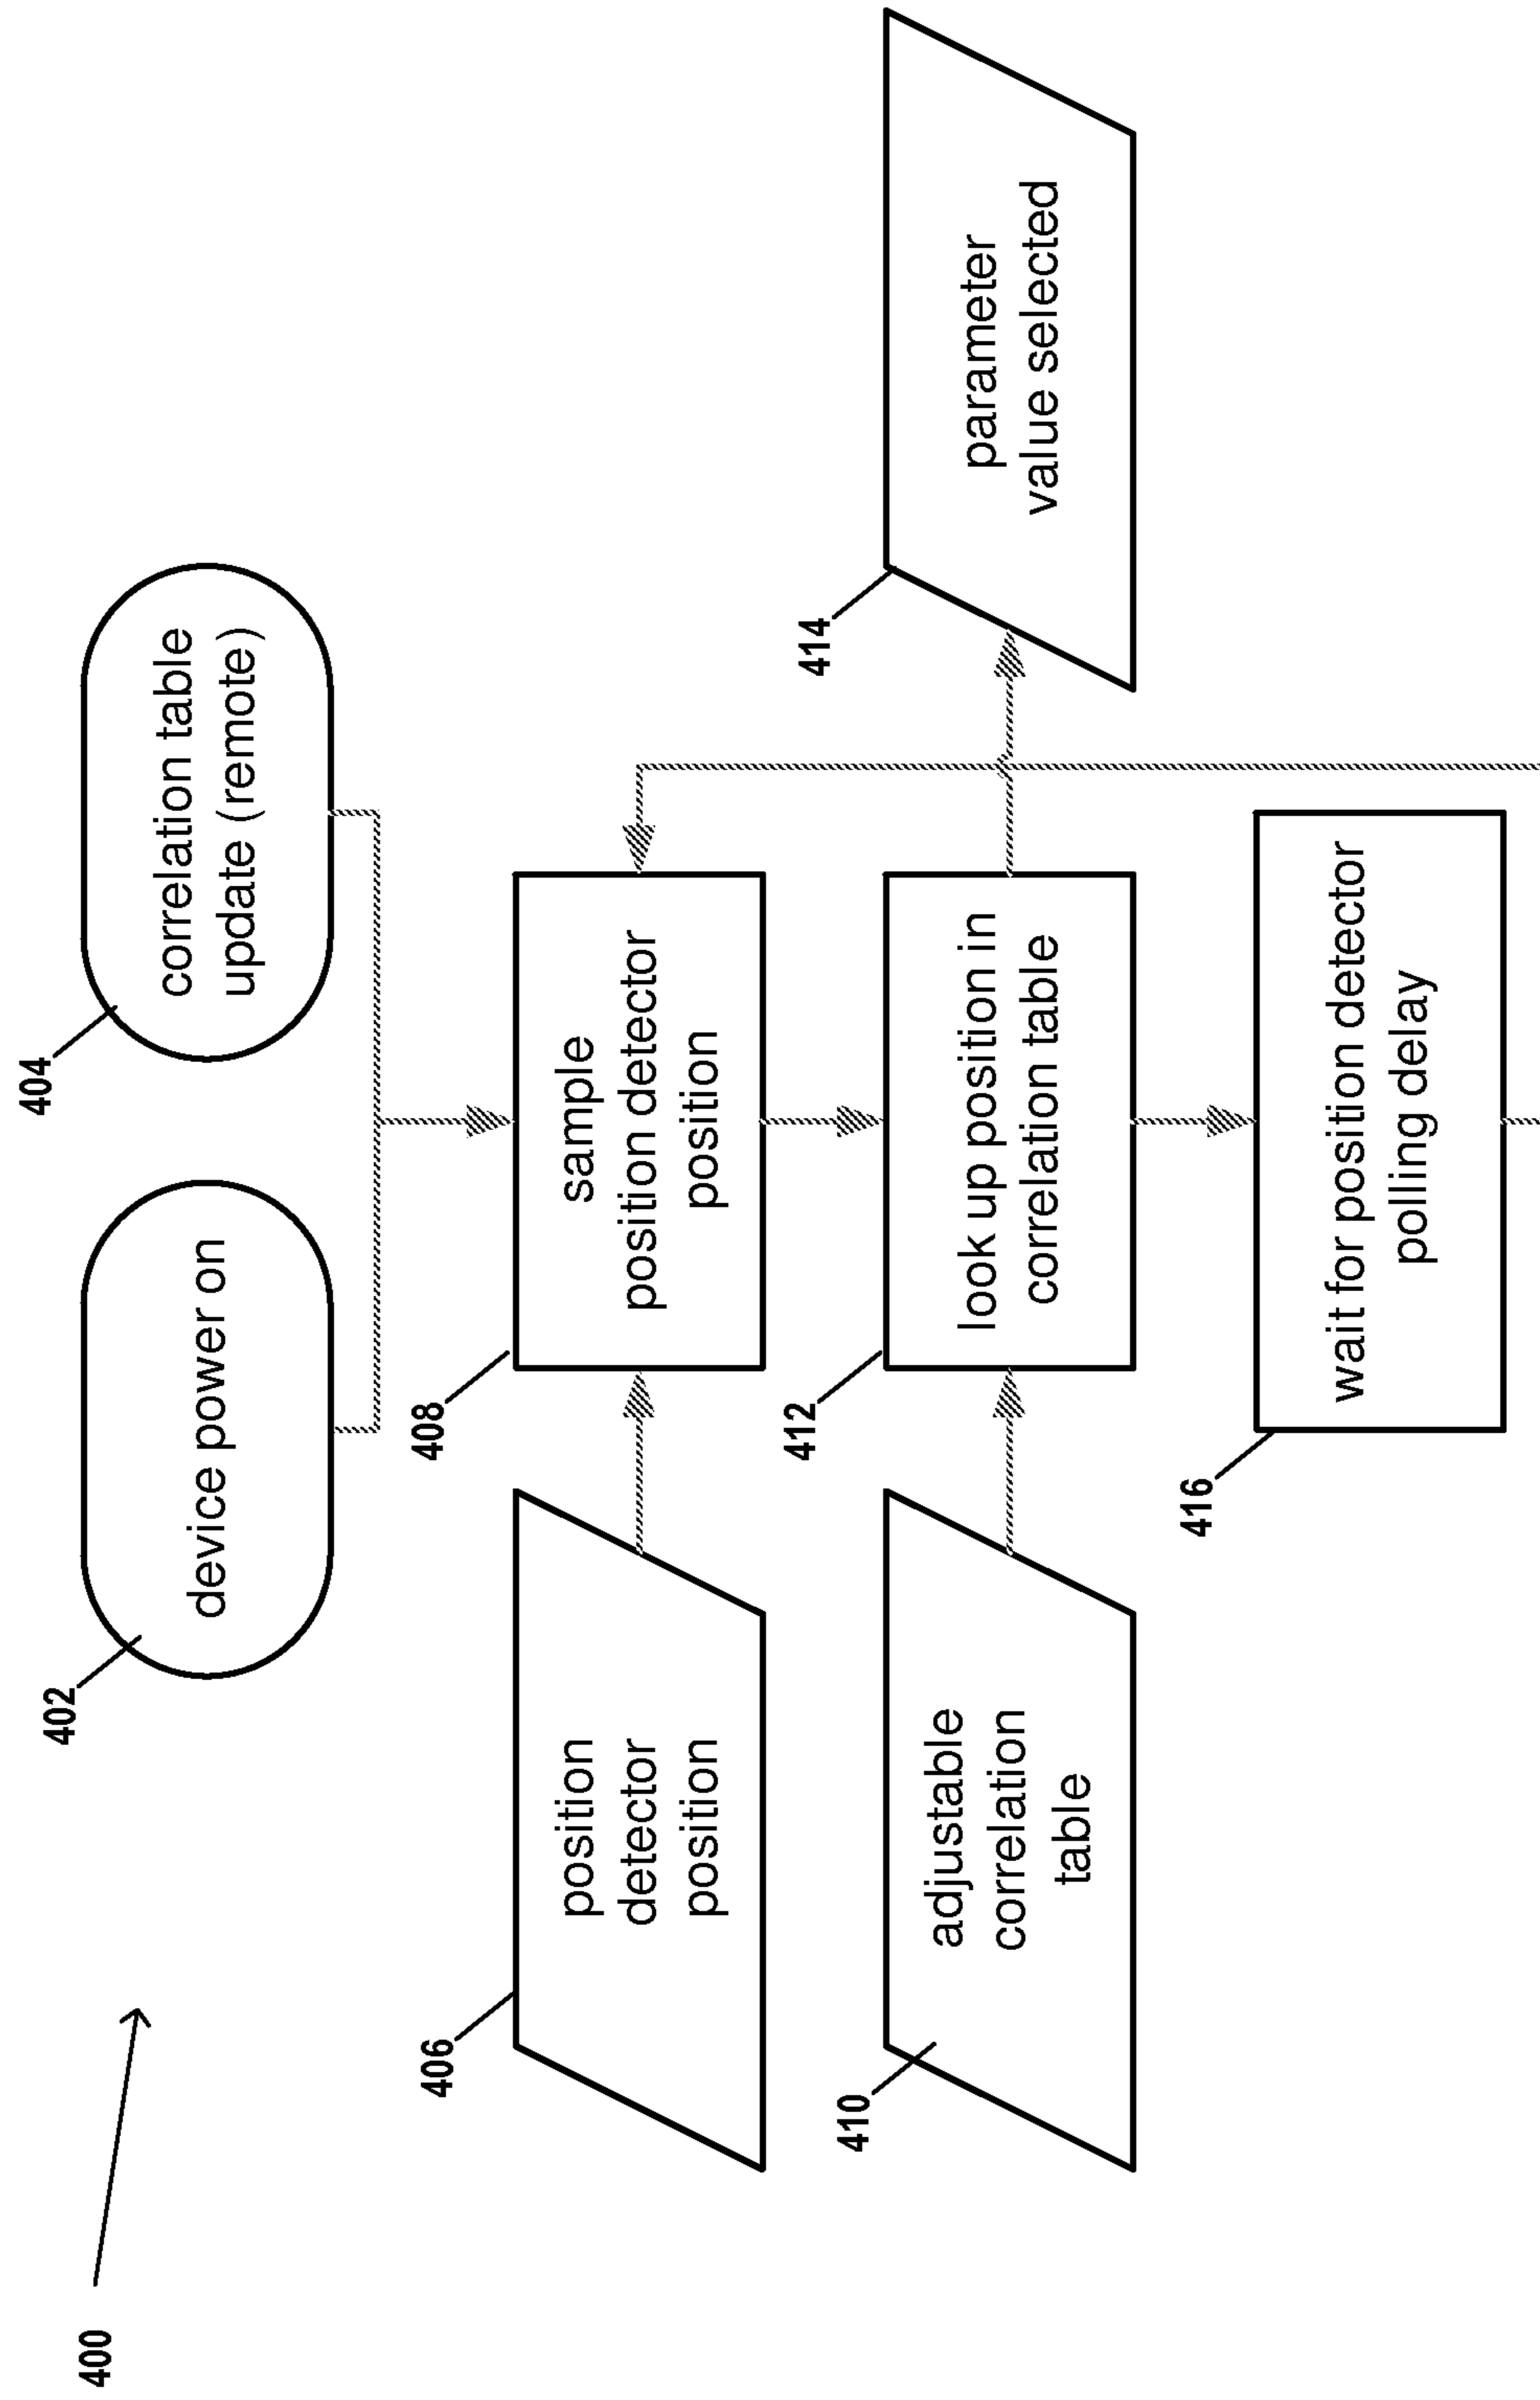 400
402
device power on
404
correlation table
update (remote)
406
position
detector
position
408
sample
position detector
position
410
adjustable
correlation
table
412
look up position in
correlation table
414
parameter
value selected
416
wait for position detector
polling delay